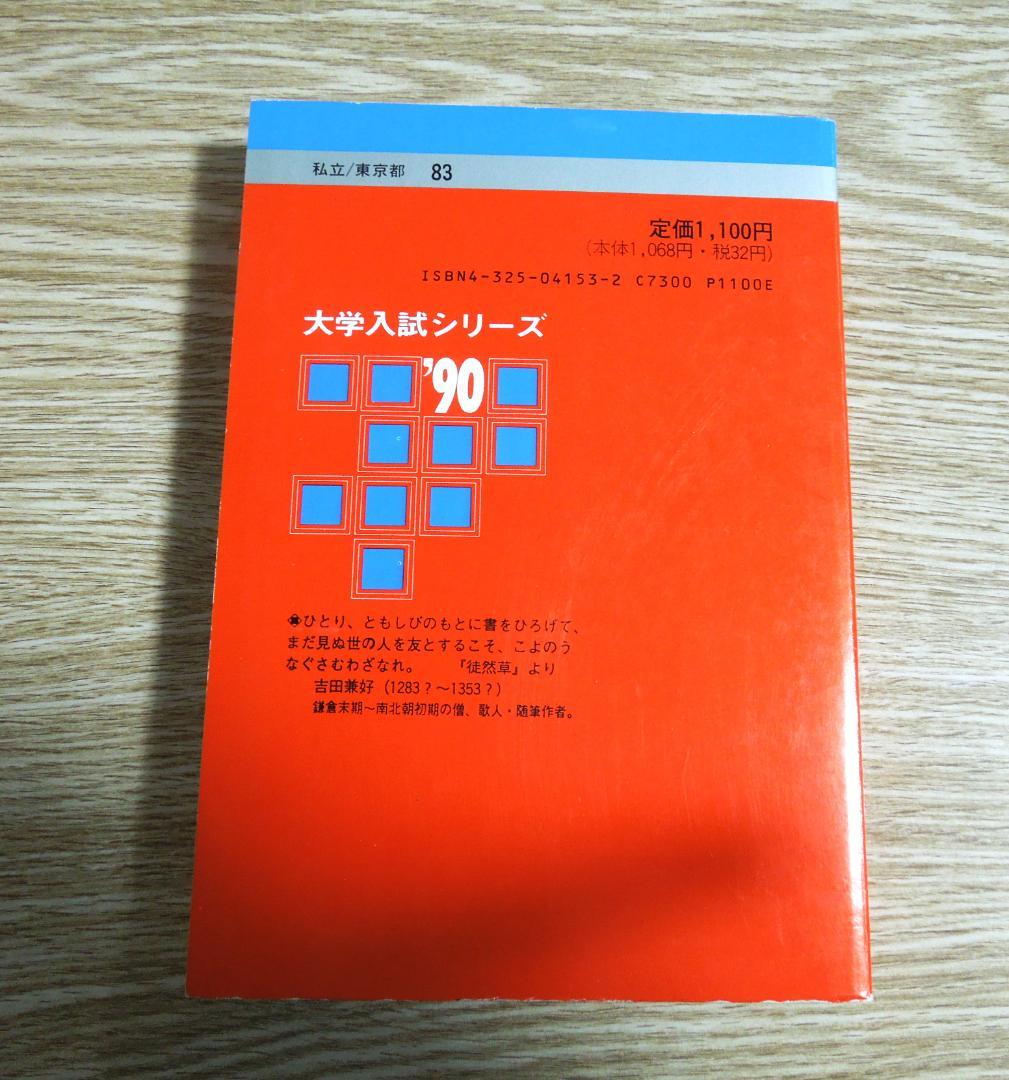 私立/東京都 83
定価1,100円
(本体1,068円・税32円)
ISBN4-325-04153-2 C7300 P1100E
大学入試シリーズ
'90
ひとり、ともしびのもとに書をひろげて、
まだ見ぬ世の人を友とするこそ、こよのう
なぐさむわざなれ。 『徒然草』より
吉田兼好(1283?～1353?)
鎌倉末期～南北朝初期の僧、歌人・随筆作者。